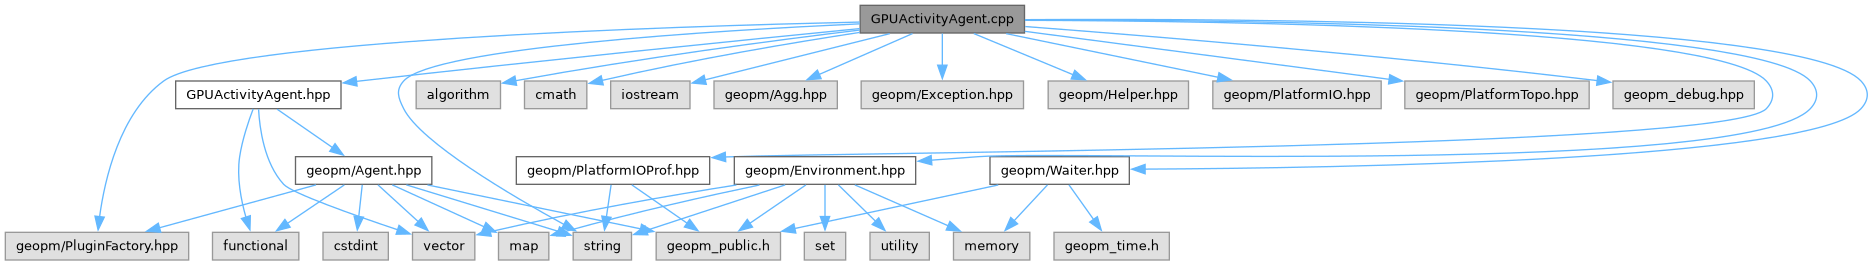 GPUActivityAgent.cpp
GPUActivityAgent.hpp
algorithm
cmath
iostream
geopm/Agg.hpp
geopm/Exception.hpp
geopm/Helper.hpp
geopm/PlatformIO.hpp
geopm/PlatformTopo.hpp
geopm_debug.hpp
geopm/Agent.hpp
geopm/PlatformIOProf.hpp
geopm/Environment.hpp
geopm/Waiter.hpp
geopm/PluginFactory.hpp
functional
cstdint
vector
map
string
geopm_public.h
set
utility
memory
geopm_time.h